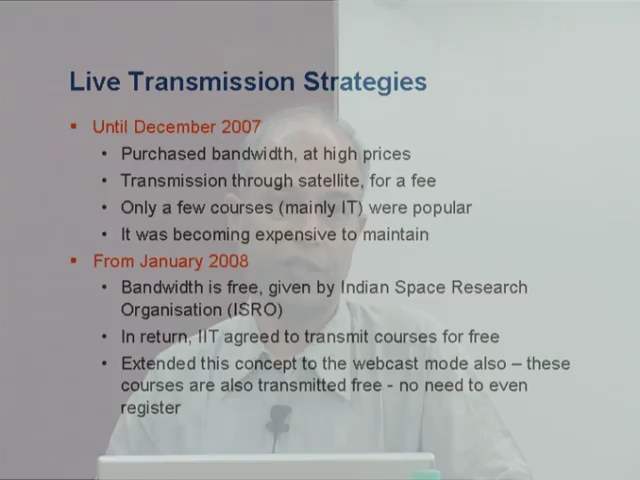 Live Transmission Strategies
▪ Until December 2007
• Purchased bandwidth, at high prices
• Transmission through satellite, for a fee
• Only a few courses (mainly IT) were popular
• It was becoming expensive to maintain
▪ From January 2008
• Bandwidth is free, given by Indian Space Research
Organisation (ISRO)
• In return, IIT agreed to transmit courses for free
• Extended this concept to the webcast mode also – these
courses are also transmitted free - no need to even
register